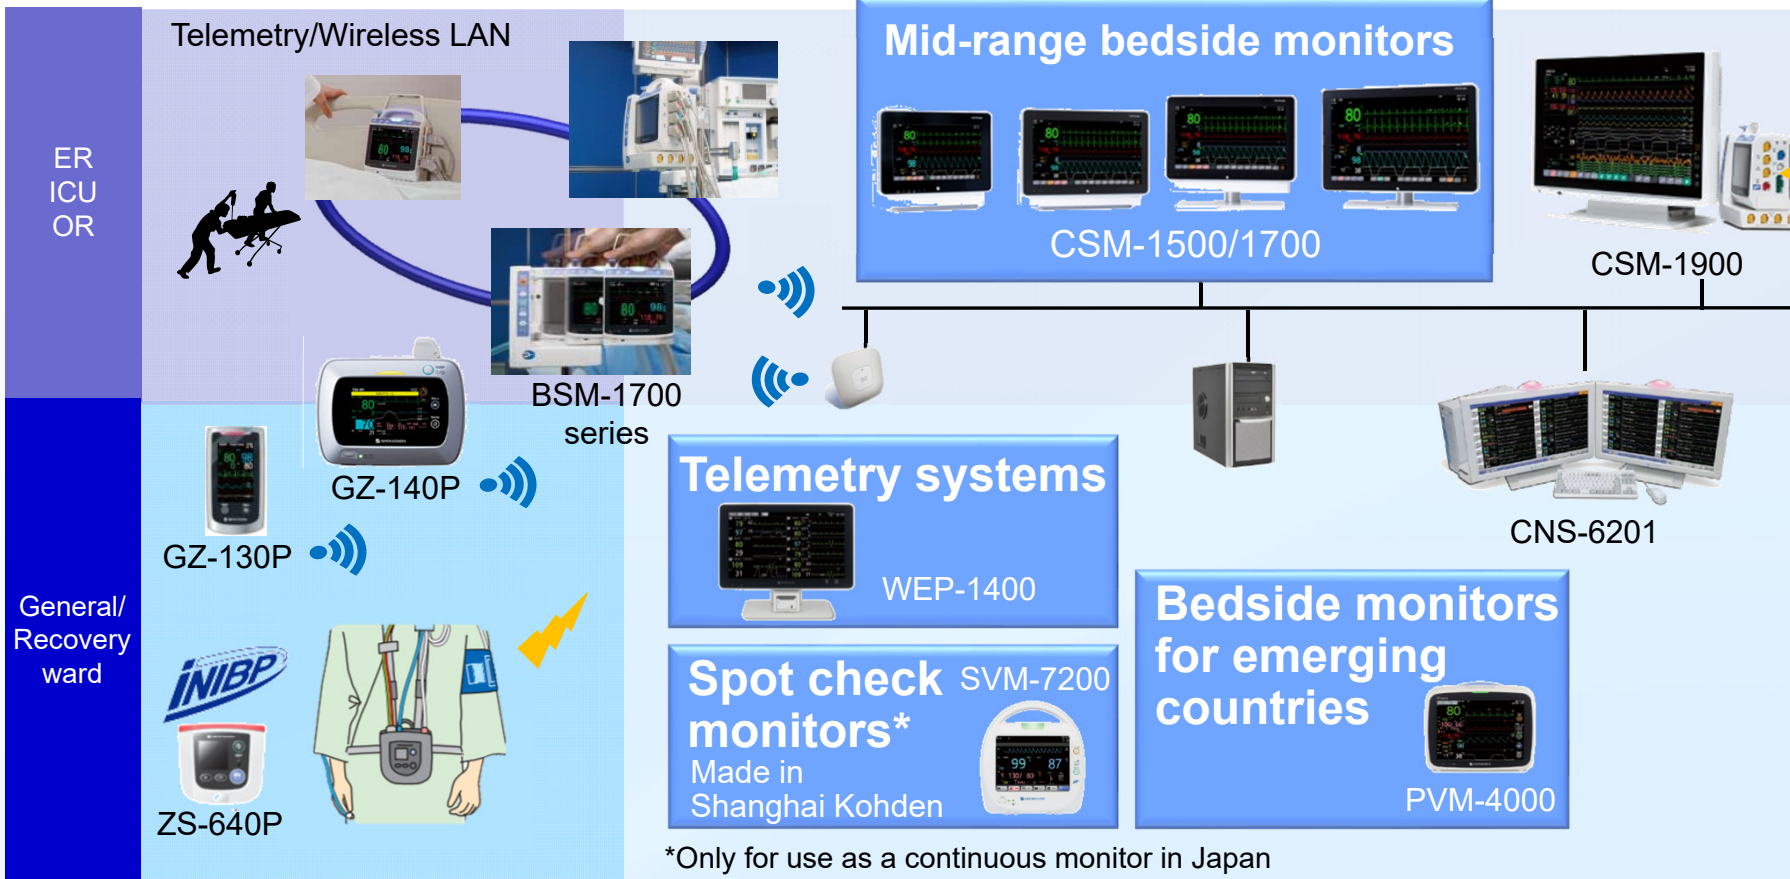 Telemetry/Wireless LAN
ER
ICU
OR
Mid-range bedside monitors
CSM-1500/1700
CSM-1900
BSM-1700
series
GZ-140P
GZ-130P
General/
Recovery
ward
iNIBP
ZS-640P
Telemetry systems
WEP-1400
CNS-6201
Spot check
monitors*
SVM-7200
Made in
Shanghai Kohden
Bedside monitors
for emerging
countries
PVM-4000
*Only for use as a continuous monitor in Japan